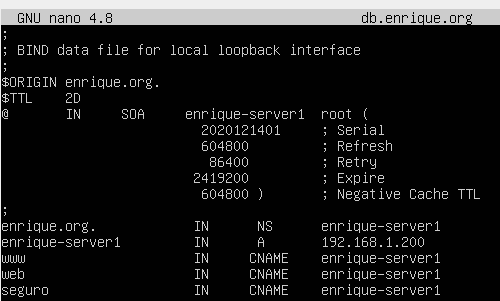 GNU nano 4.8 db.enrique.org
;
; BIND data file for local loopback interface
;
$ORIGIN enrique.org.
$TTL 2D
@ IN SOA enrique-server1 root (
2020121401 ; Serial
604800 ; Refresh
86400 ; Retry
2419200 ; Expire
604800 ) ; Negative Cache TTL
;
enrique.org. IN NS enrique-server1
enrique-server1 IN A 192.168.1.200
www IN CNAME enrique-server1
web IN CNAME enrique-server1
seguro IN CNAME enrique-server1